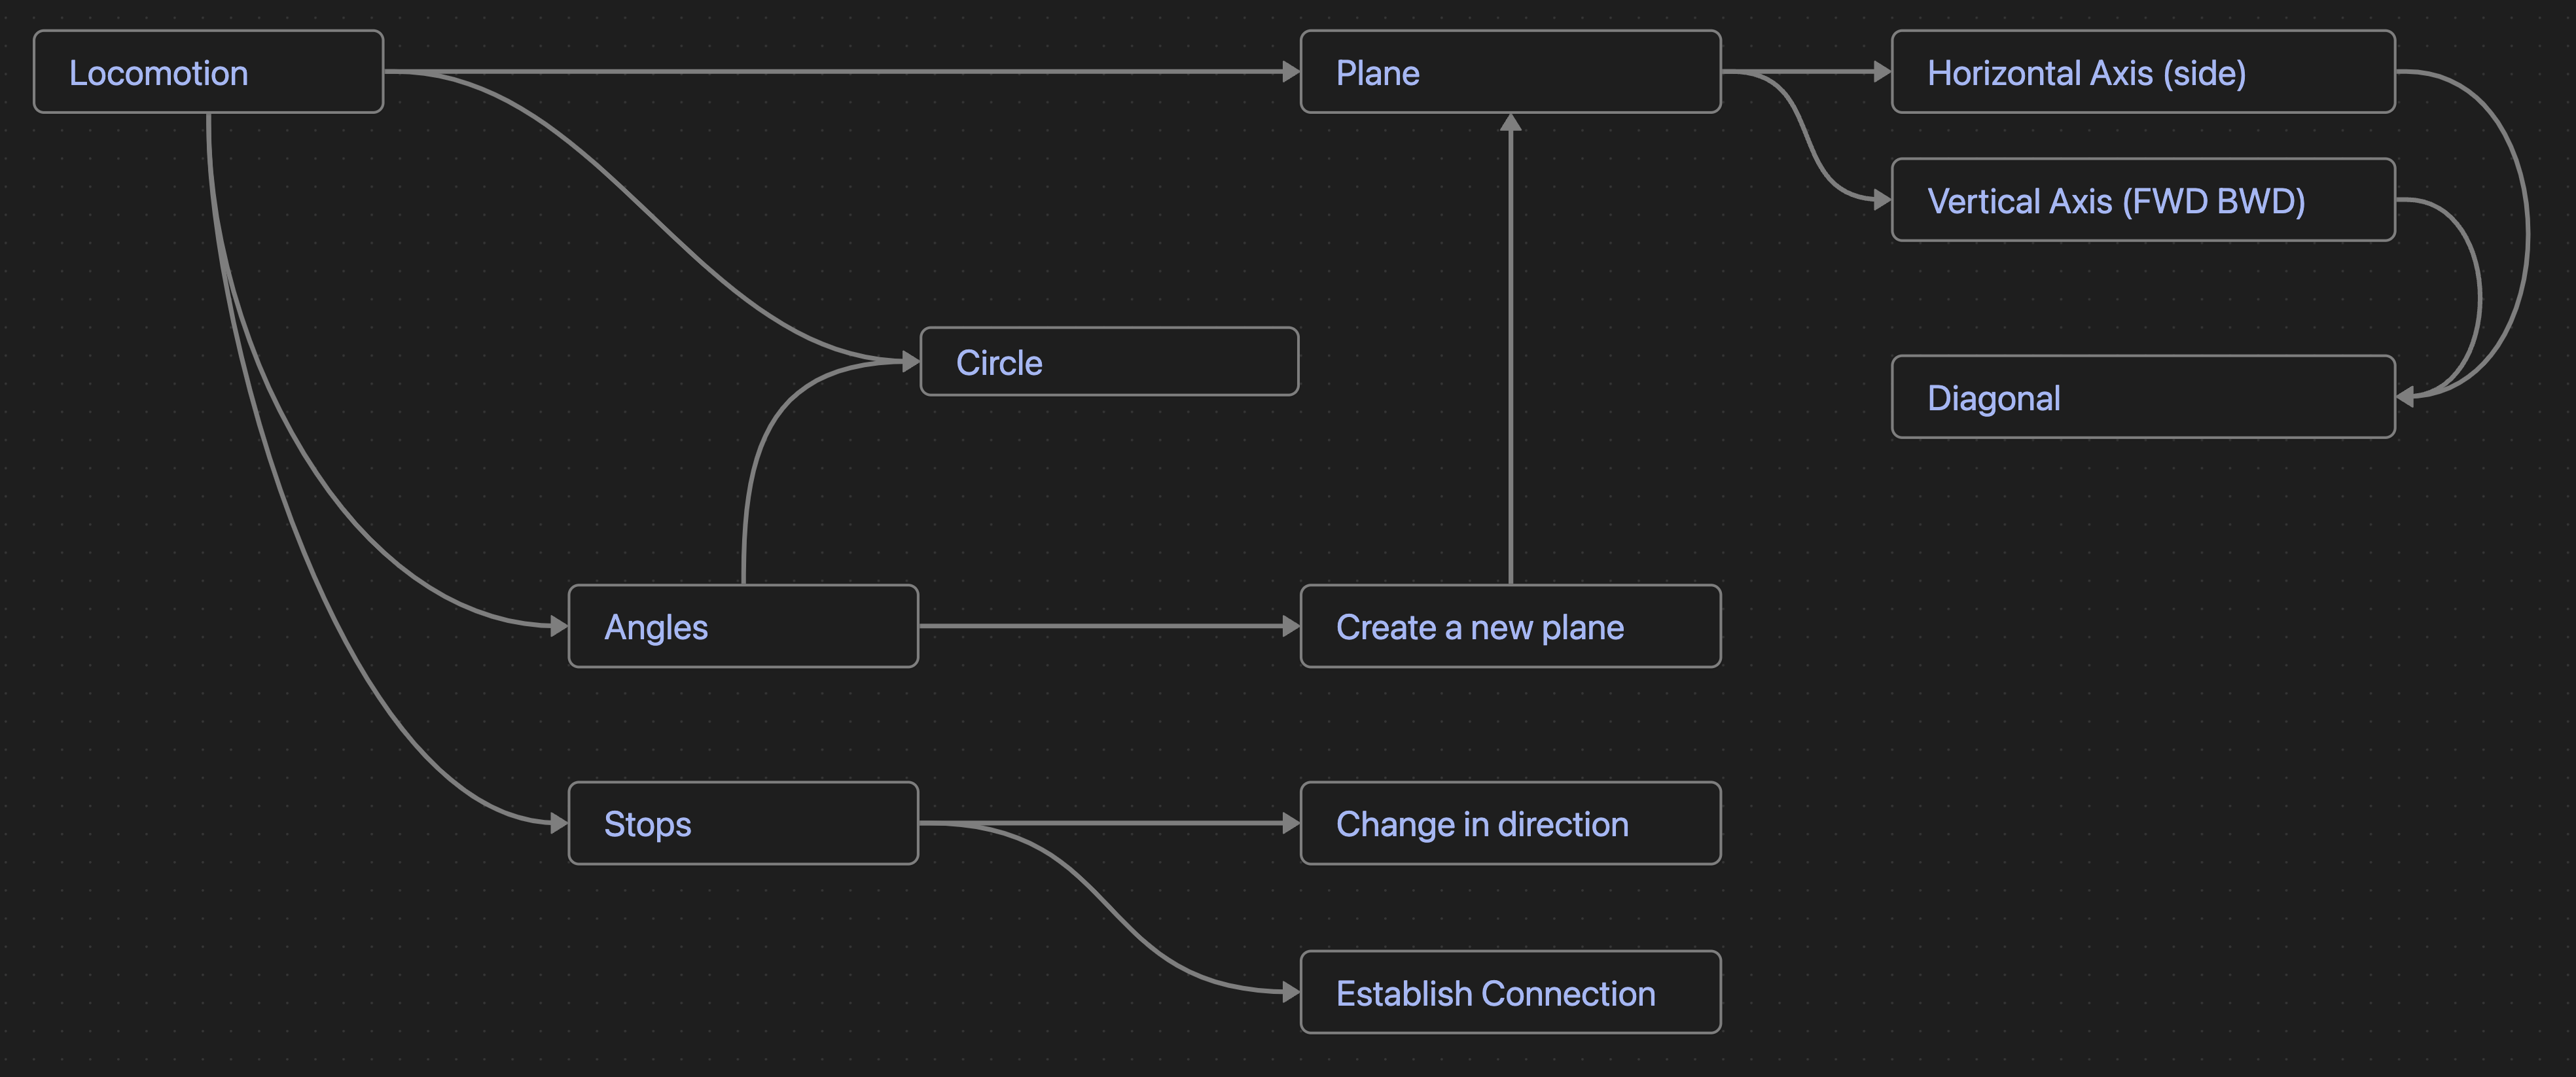 Locomotion
Plane
Horizontal Axis (side)
Vertical Axis (FWD BWD)
Circle
Diagonal
Angles
Create a new plane
Stops
Change in direction
Establish Connection